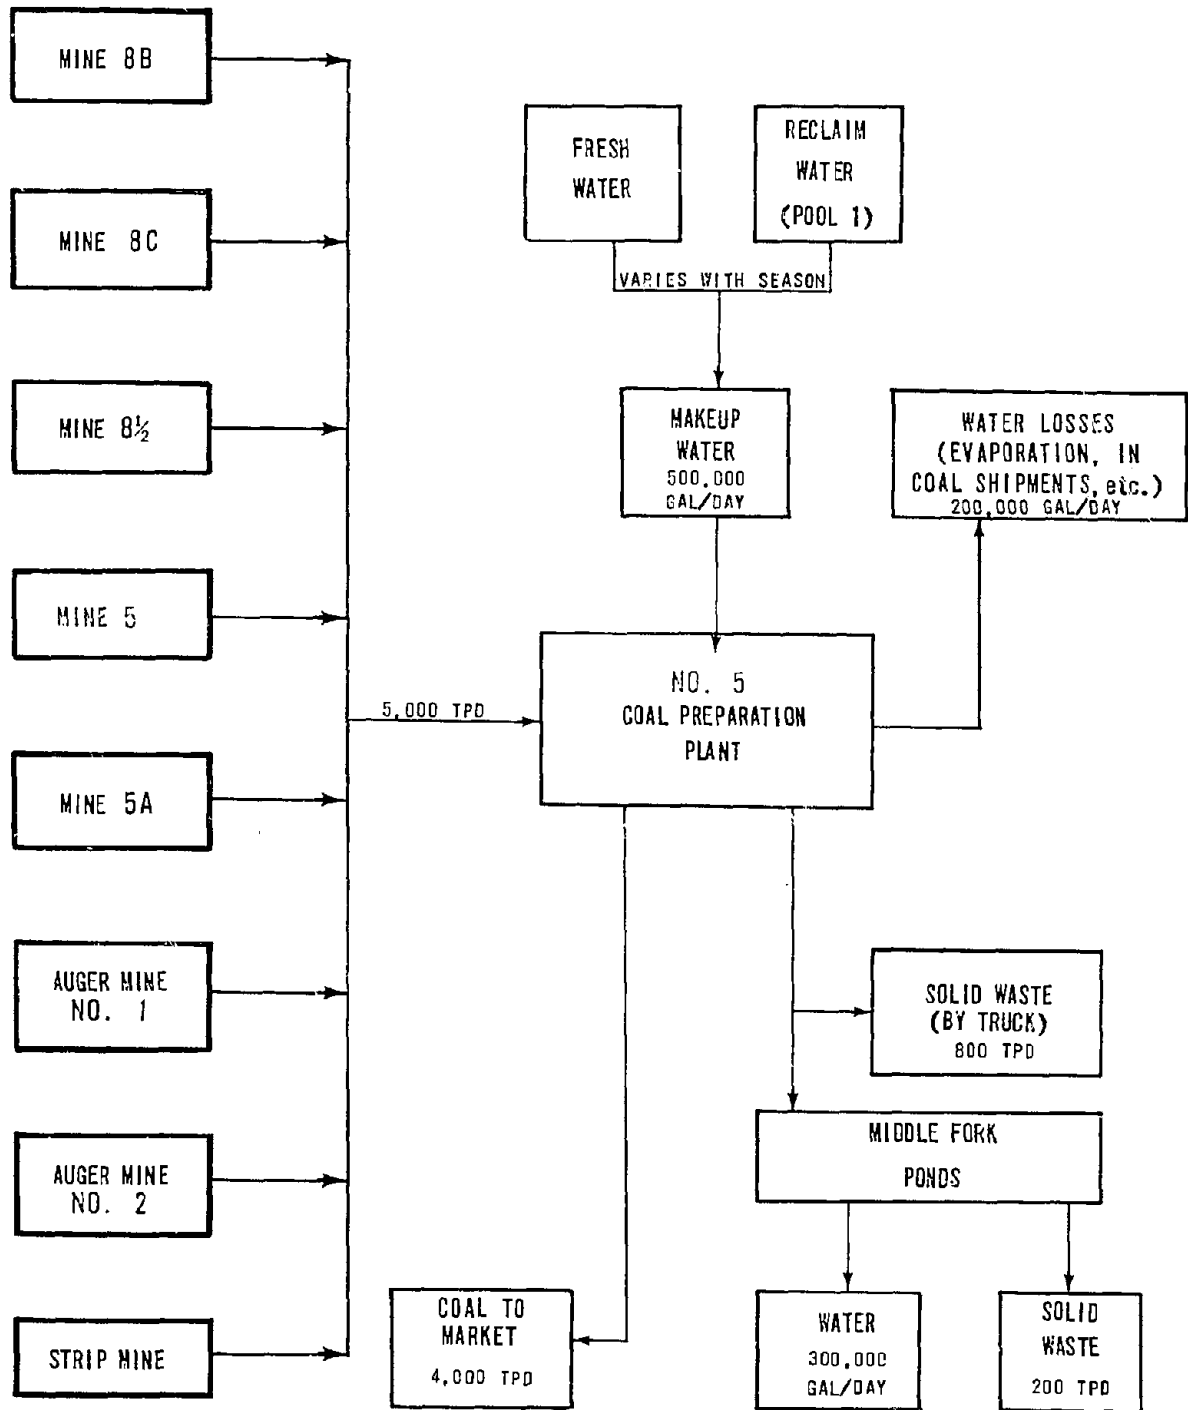 MINE 8B
MINE 8C
MINE 8½
MINE 5
MINE 5A
AUGER MINE
NO. 1
AUGER MINE
NO. 2
STRIP MINE
5,000 TPD
FRESH
WATER
RECLAIM
WATER
(POOL 1)
VARIES WITH SEASON
MAKEUP
WATER
500,000
GAL/DAY
WATER LOSSES
(EVAPORATION, IN
COAL SHIPMENTS, etc.)
200,000 GAL/DAY
NO. 5
COAL PREPARATION
PLANT
SOLID WASTE
(BY TRUCK)
800 TPD
MIDDLE FORK
PONDS
COAL TO
MARKET
4,000 TPD
WATER
300,000
GAL/DAY
SOLID
WASTE
200 TPD